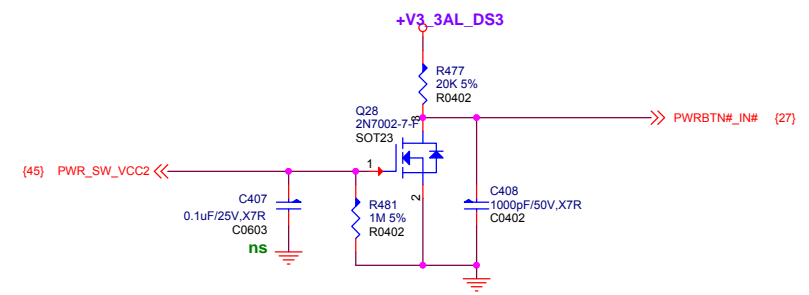 +V3_3AL_DS3
R477
20K 5%
R0402
Q28
2N7002-7-F
SOT23
3
PWRBTN#_IN# {27}
1
{45} PWR_SW_VCC2
2
C407
0.1uF/25V,X7R
C0603
ns
R481
1M 5%
R0402
C408
1000pF/50V,X7R
C0402